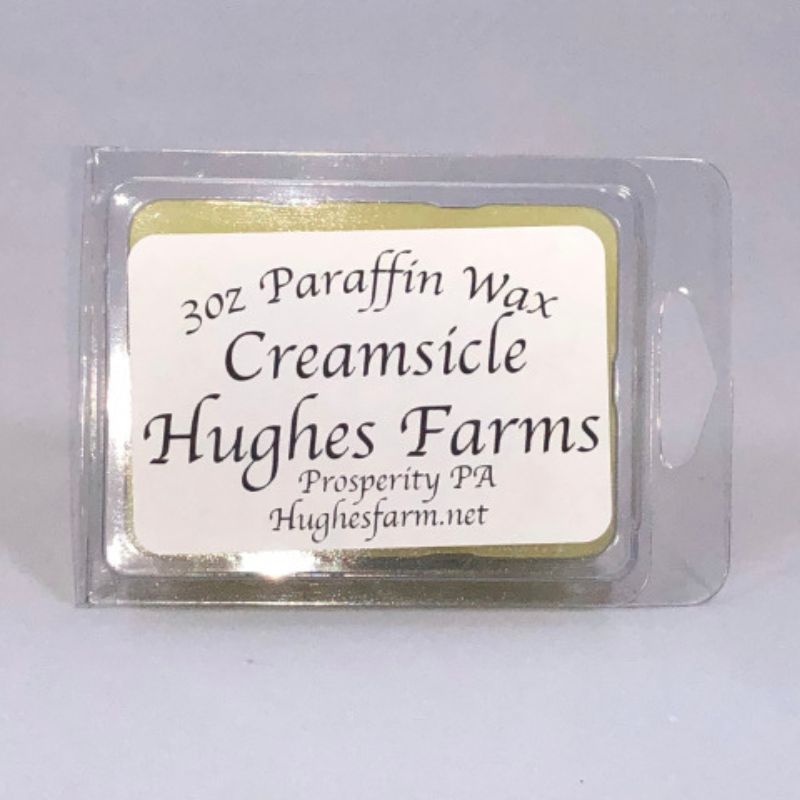 3oz Paraffin Wax
Creamsicle
Hughes Farms
Prosperity PA
Hughesfarm.net